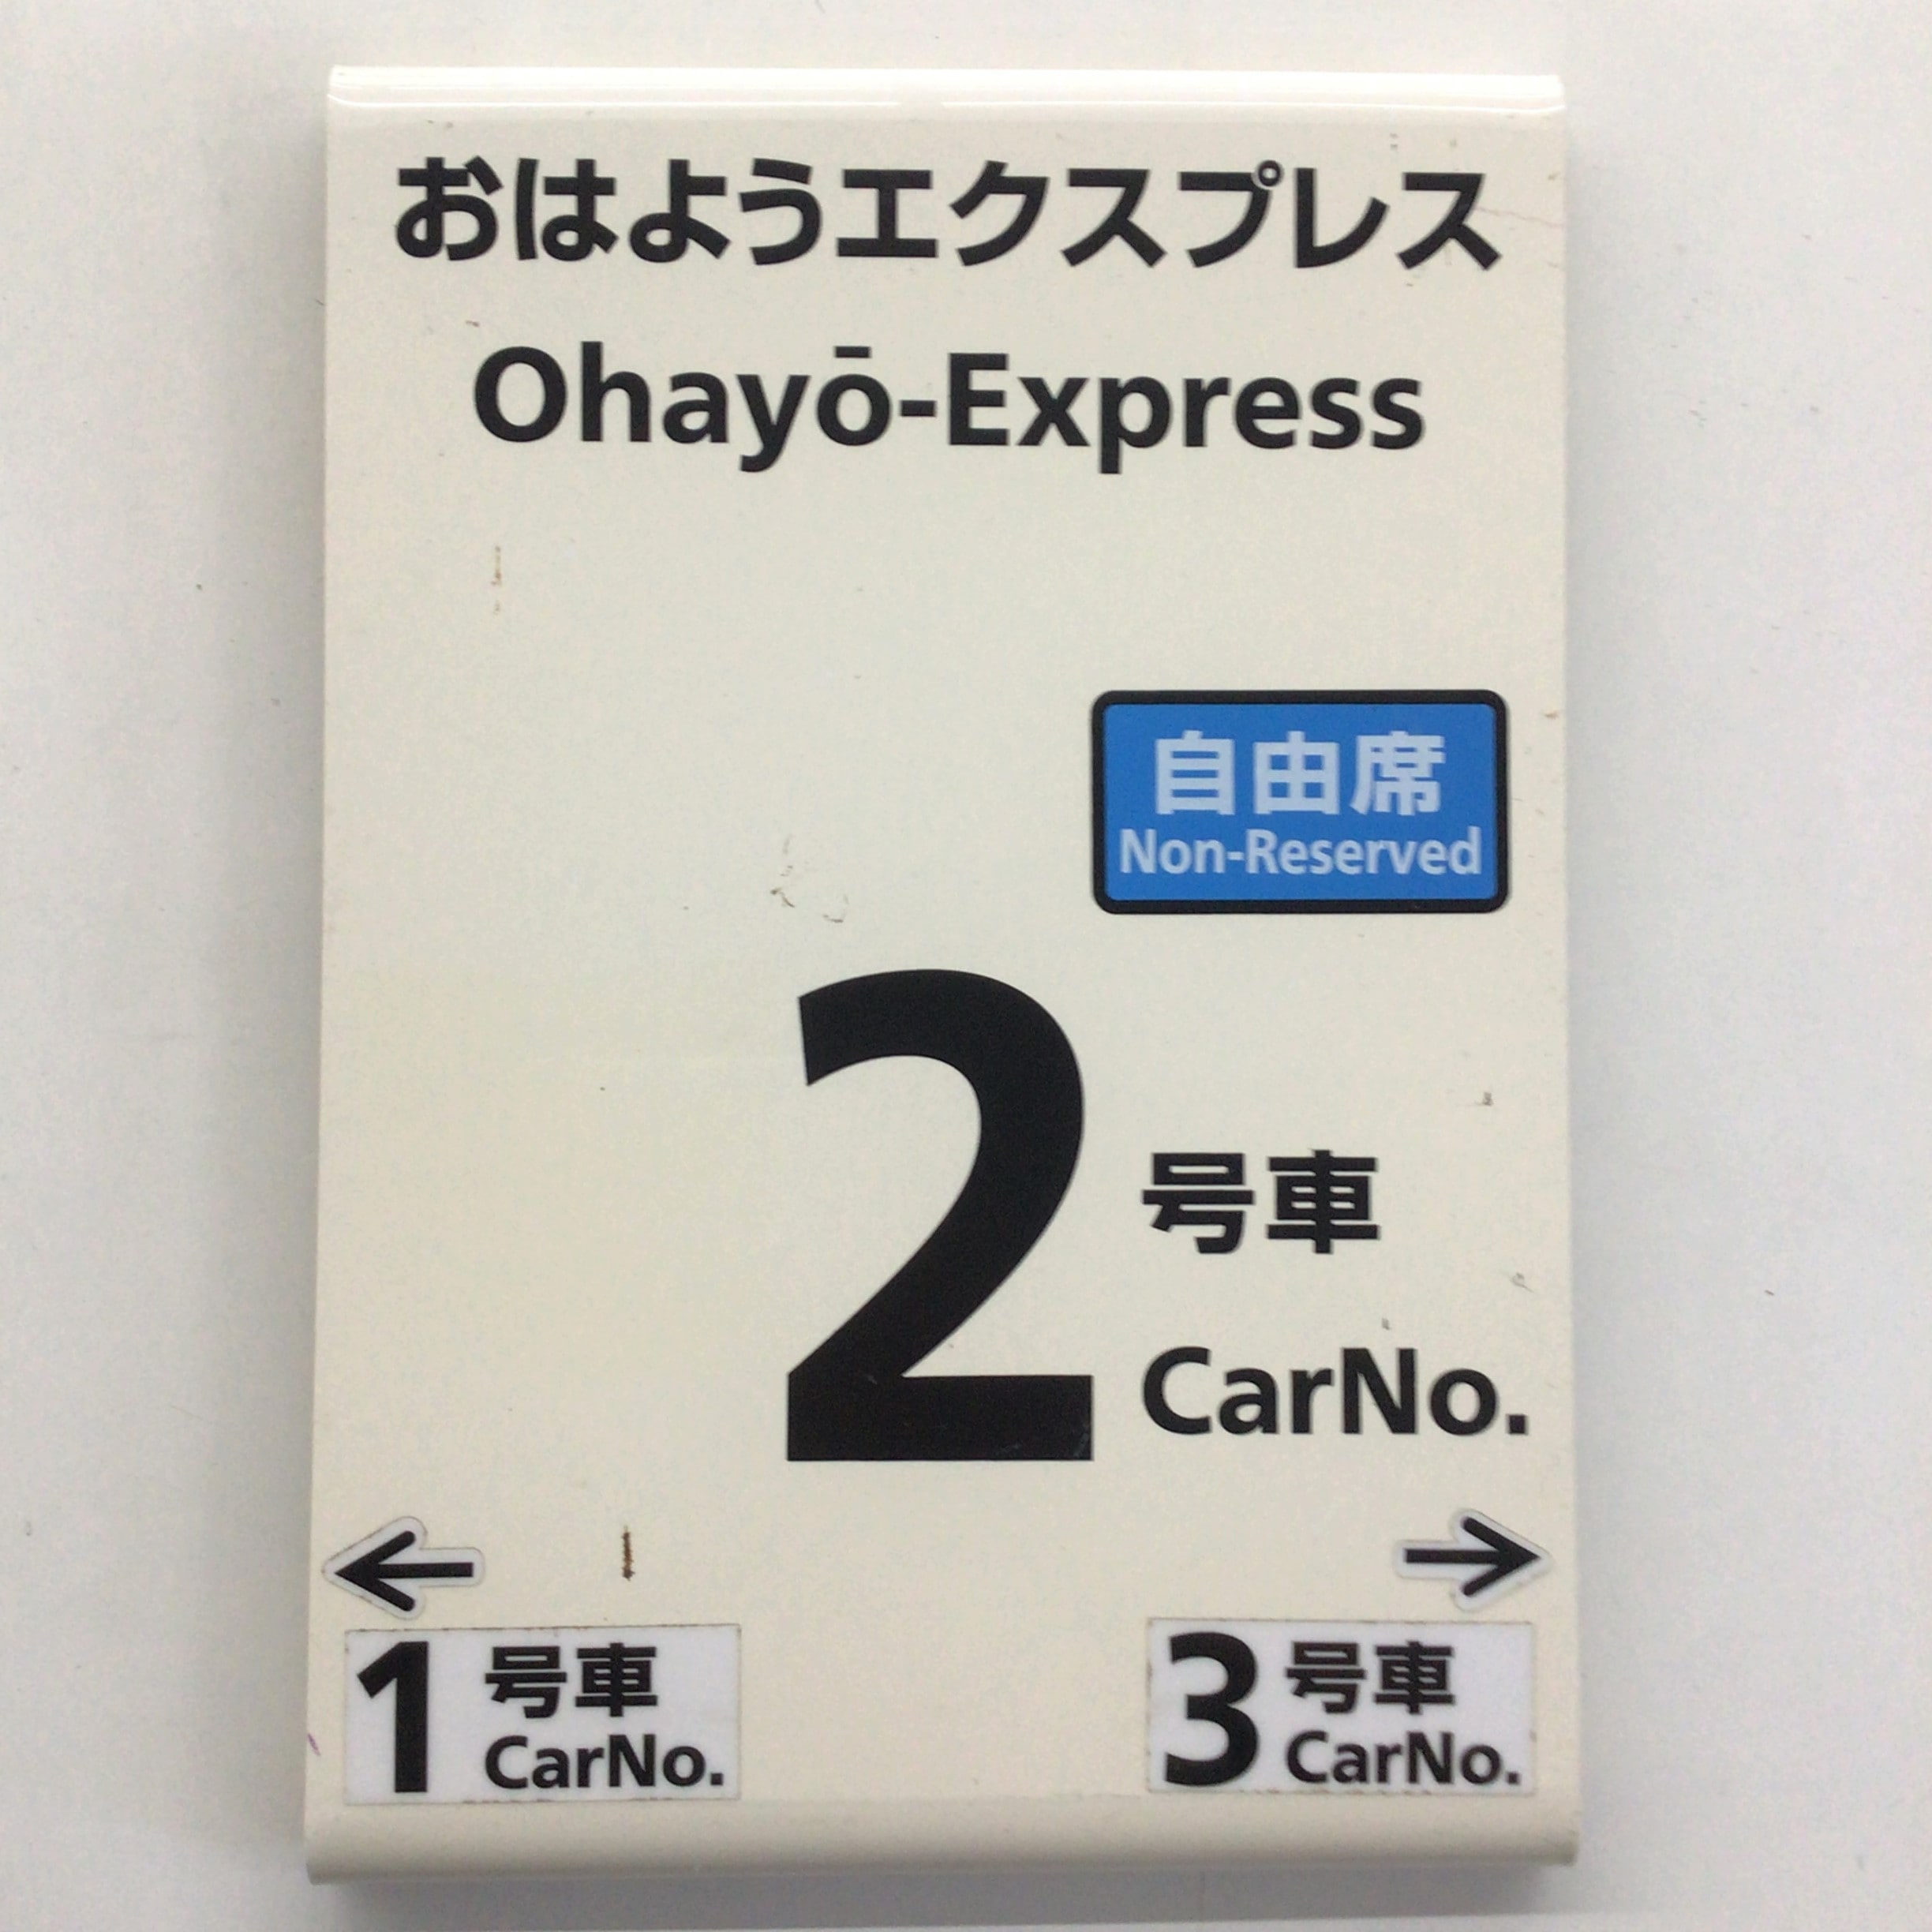 おはようエクスプレス
Ohayō-Express
自由席
Non-Reserved
2 号車
CarNo.
← →
1 号車
CarNo.
3 号車
CarNo.